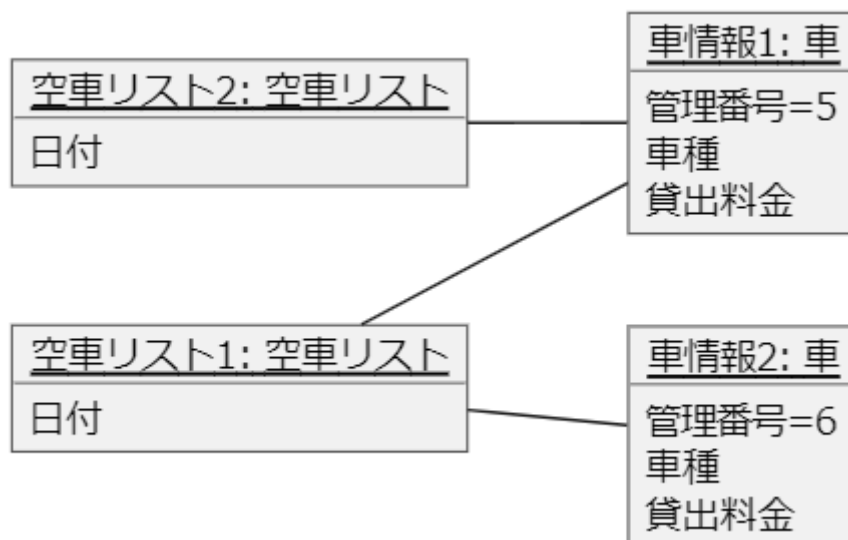 空車リスト2: 空車リスト
日付
車情報1: 車
管理番号=5
車種
貸出料金
空車リスト1: 空車リスト
日付
車情報2: 車
管理番号=6
車種
貸出料金